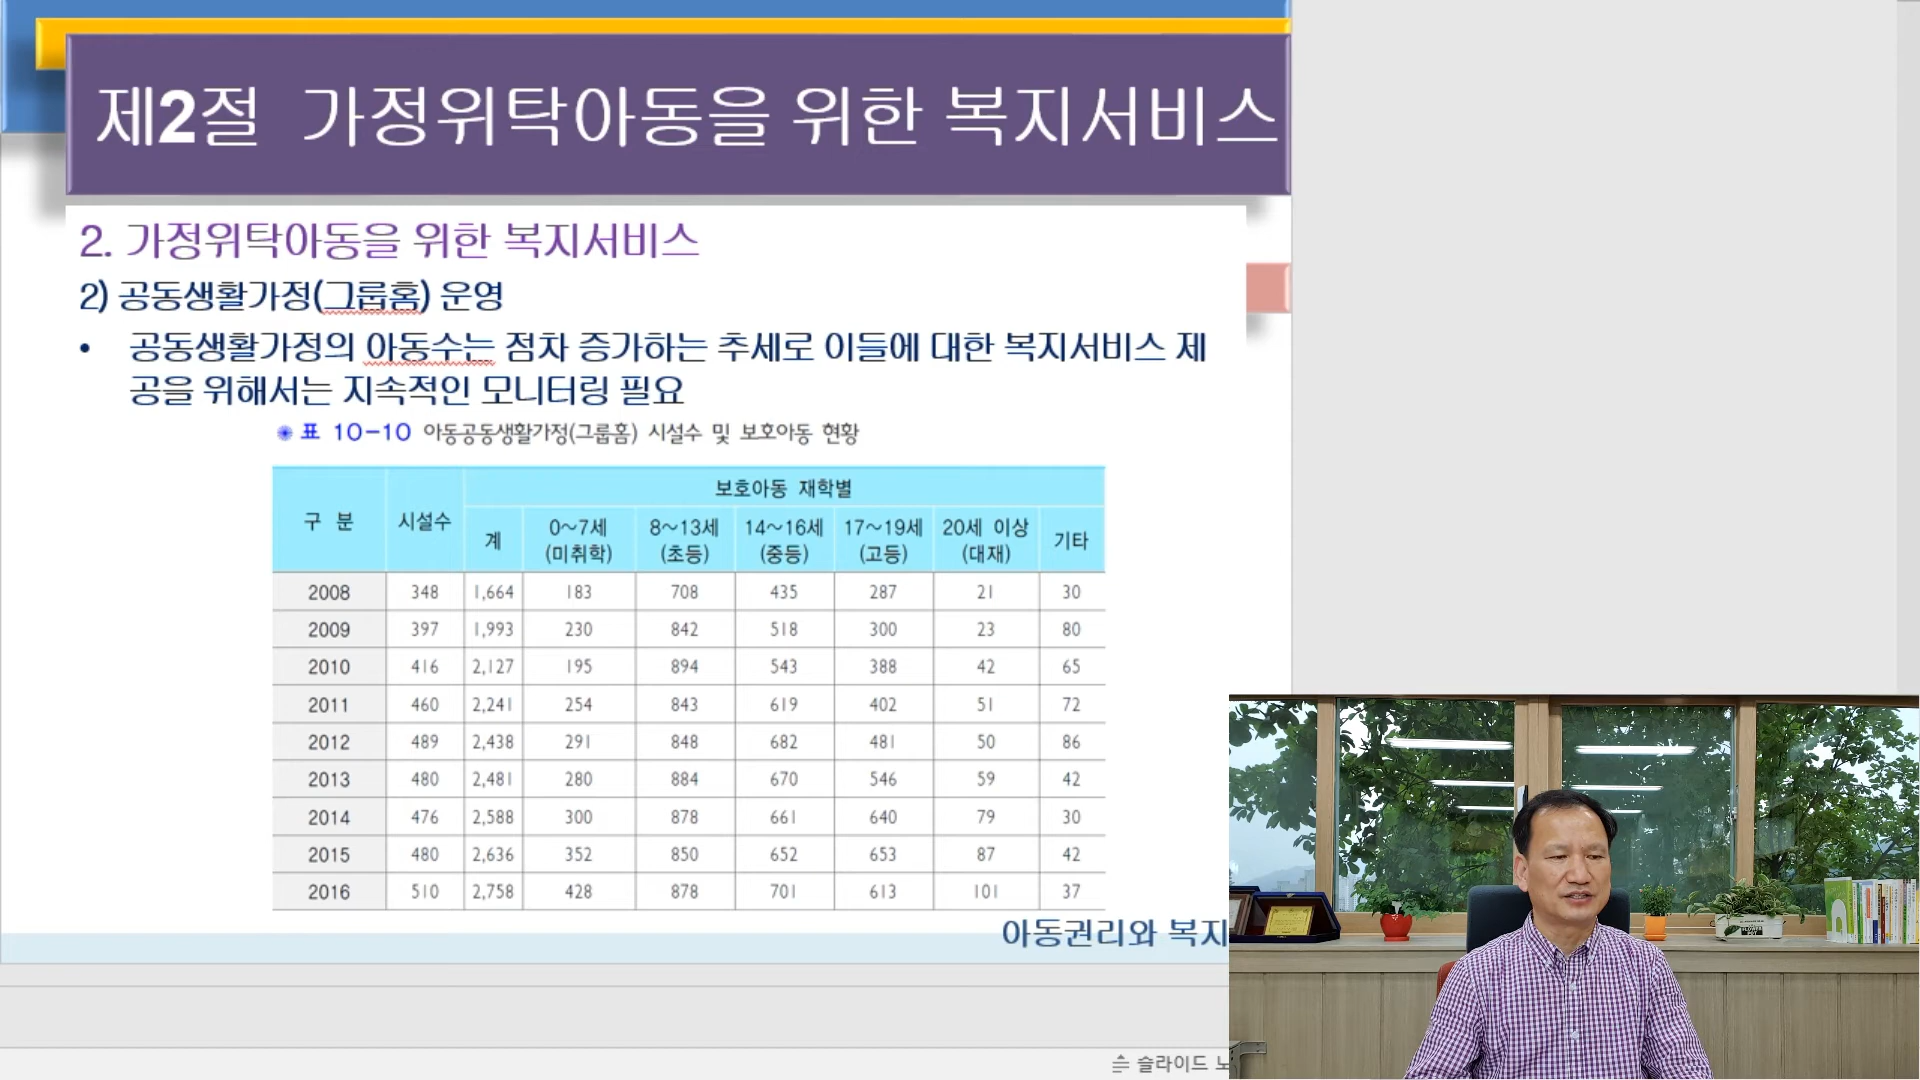 제2절 가정위탁아동을 위한 복지서비스
2. 가정위탁아동을 위한 복지서비스
2) 공동생활가정(그룹홈) 운영
• 공동생활가정의 아동수는 점차 증가하는 추세로 이들에 대한 복지서비스 제
공을 위해서는 지속적인 모니터링 필요
표 10-10 아동공동생활가정(그룹홈) 시설수 및 보호아동 현황
구 분 시설수 보호아동 재학별
계 0~7세 (미취학) 8~13세 (초등) 14~16세 (중등) 17~19세 (고등) 20세 이상 (대재) 기타
2008 348 1,664 183 708 435 287 21 30
2009 397 1,993 230 842 518 300 23 80
2010 416 2,127 195 894 543 388 42 65
2011 460 2,241 254 843 619 402 51 72
2012 489 2,438 291 848 682 481 50 86
2013 480 2,481 280 884 670 546 59 42
2014 476 2,588 300 878 661 640 79 30
2015 480 2,636 352 850 652 653 87 42
2016 510 2,758 428 878 701 613 101 37
아동권리와 복지
슬라이드 노